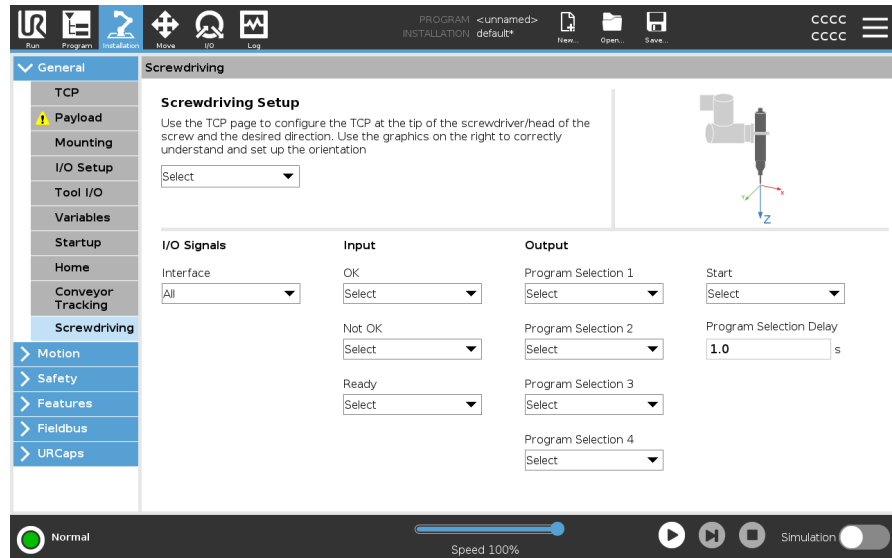 UR
Run
Program
Installation
Move
I/O
Log
PROGRAM <unnamed>
INSTALLATION default*
New...
Open...
Save...
CCCC
CCCC
General
TCP
Payload
Mounting
I/O Setup
Tool I/O
Variables
Startup
Home
Conveyor
Tracking
Screwdriving
Motion
Safety
Features
Fieldbus
URCaps
Screwdriving
Screwdriving Setup
Use the TCP page to configure the TCP at the tip of the screwdriver/head of the
screw and the desired direction. Use the graphics on the right to correctly
understand and set up the orientation
Select
Y
X
Z
I/O Signals
Interface
All
Input
OK
Select
Not OK
Select
Ready
Select
Output
Program Selection 1
Select
Program Selection 2
Select
Program Selection 3
Select
Program Selection 4
Select
Start
Select
Program Selection Delay
1.0 s
Normal
Speed 100%
Simulation